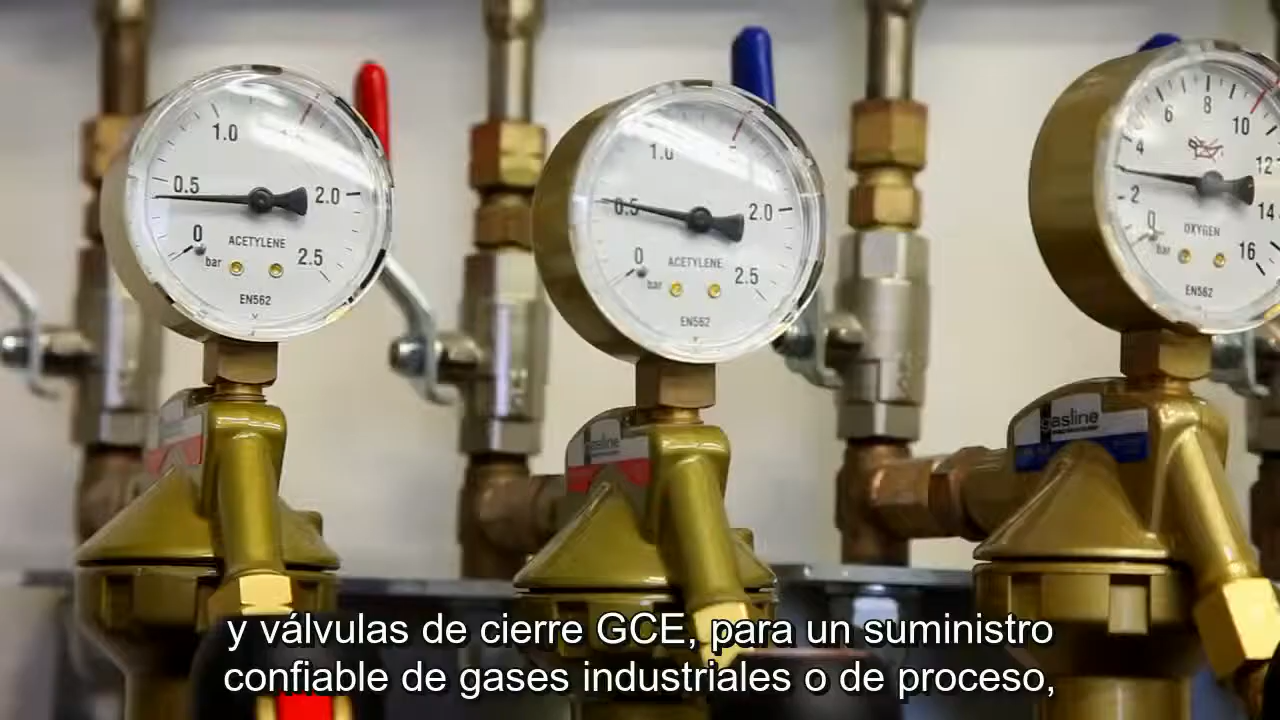 1.0
0.5
2.0
0
ACETYLENE
bar
2.5
EN562
1.0
0.5
2.0
0
ACETYLENE
bar
2.5
EN562
8
6
10
4
12
2
14
0
OXYGEN
bar
16
EN562
gasline
gasline
gasline
y válvulas de cierre GCE, para un suministro
confiable de gases industriales o de proceso,